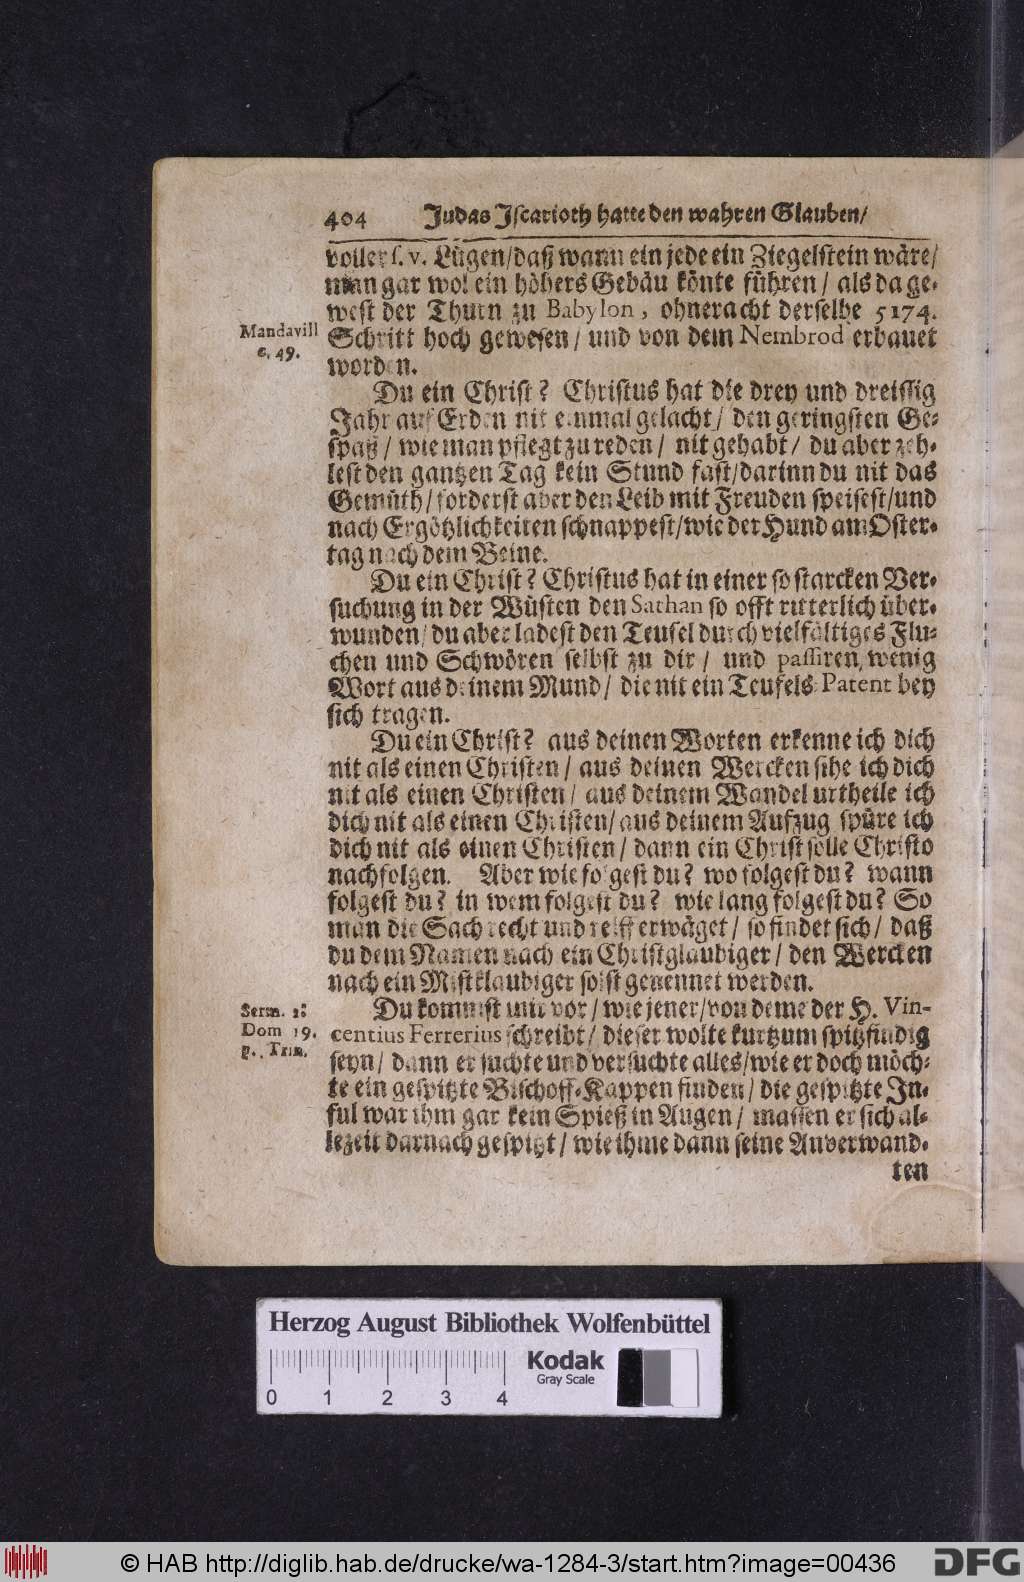 404 Judas Iscarioth hatte den wahren Glauben/
voller s. v. Lügen/daß wann ein jede ein Ziegelstein wäre/
man gar wol ein höhers Gebäu könte führen/ als da ge-
west der Thurn zu Babylon, ohneracht derselbe 5174.
Mandavill
c. 49.
Schritt hoch gewesen/ und von dem Nembrod erbauet
worden.
Du ein Christ? Christus hat die drey und dreissig
Jahr auf Erden nit einmal gelacht/ den geringsten Ge-
spaß/ wie man pflegt zu reden/ nit gehabt/ du aber zeh-
lest den gantzen Tag kein Stund fast/darinn du nit das
Gemüth/forderst aber den Leib mit Freuden speisest/und
nach Ergötzlichkeiten schnappest/wie der Hund am Oster-
tag nach dem Beine.
Du ein Christ? Christus hat in einer so starcken Ver-
suchung in der Wüsten den Sathan so offt ritterlich über-
wunden/du aber ladest den Teufel durch vielfältiges Flu-
chen und Schwören selbst zu dir/ und passiren wenig
Wort aus deinem Mund/ die nit ein Teufels-Patent bey
sich tragen.
Du ein Christ? aus deinen Worten erkenne ich dich
nit als einen Christen/ aus deinen Wercken sihe ich dich
nit als einen Christen/ aus deinem Wandel urtheile ich
dich nit als einen Christen/aus deinem Aufzug spüre ich
dich nit als einen Christen/ dann ein Christ solle Christo
nachfolgen. Aber wie folgest du? wo folgest du? wann
folgest du? in wem folgest du? wie lang folgest du? So
man die Sach recht und reiff erwäget/ so findet sich/ daß
du dem Namen nach ein Christglaubiger/ den Wercken
nach ein Mistklaubiger solst genennet werden.
Serm. 2.
Dom 19.
p. Trin.
Du kommst mir vor/ wie jener/von deme der H. Vin-
centius Ferrerius schreibt/ dieser wolte kurtzum spitzfindig
seyn/ dann er suchte und versuchte alles/wie er doch möch-
te ein gespitzte Bischoff-Kappen finden/ die gespitzte In-
ful war ihm gar kein Spieß in Augen/ massen er sich al-
lezeit darnach gespitzt/ wie ihme dann seine Anverwand-
ten
Herzog August Bibliothek Wolfenbüttel
Kodak
Gray Scale
0 1 2 3 4
© HAB http://diglib.hab.de/drucke/wa-1284-3/start.htm?image=00436
DFG